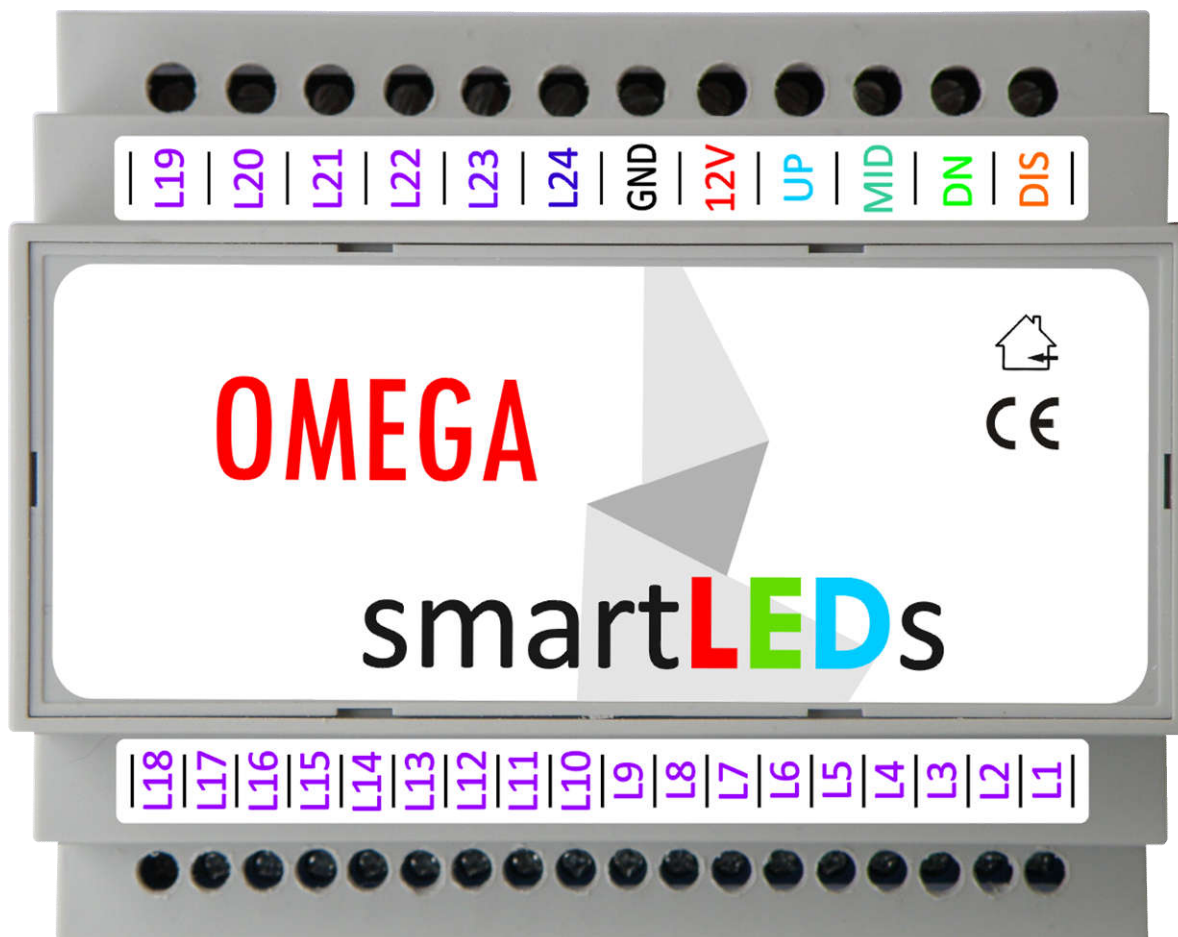 L19 L20 L21 L22 L23 L24 GND 12V UP MID DN DIS
OMEGA
CE
smartLEDs
L18 L17 L16 L15 L14 L13 L12 L11 L10 L9 L8 L7 L6 L5 L4 L3 L2 L1